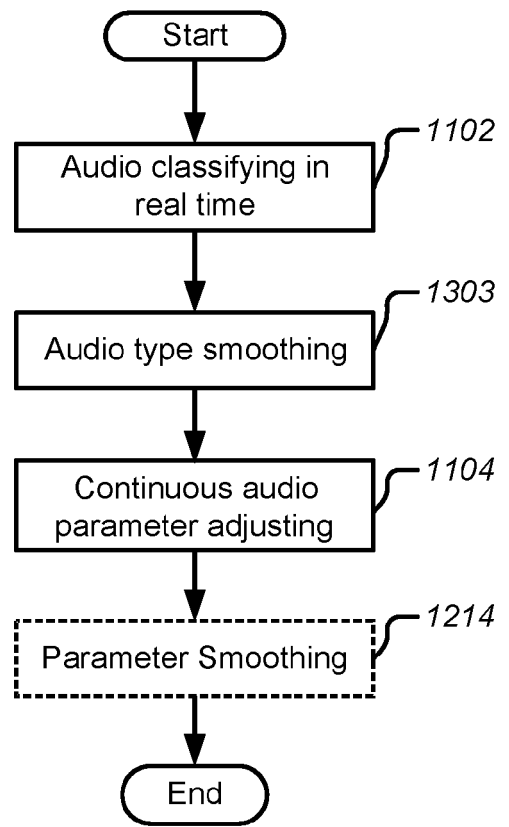 Start
1102
Audio classifying in
real time
1303
Audio type smoothing
1104
Continuous audio
parameter adjusting
1214
Parameter Smoothing
End